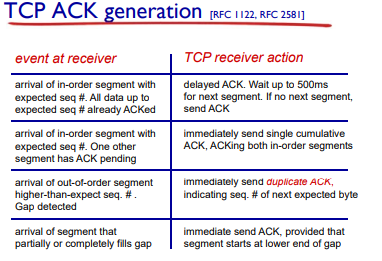 TCP ACK generation [RFC 1122, RFC 2581]
event at receiver
TCP receiver action
arrival of in-order segment with
expected seq #. All data up to
expected seq # already ACKed
delayed ACK. Wait up to 500ms
for next segment. If no next segment,
send ACK
arrival of in-order segment with
expected seq #. One other
segment has ACK pending
immediately send single cumulative
ACK, ACKing both in-order segments
arrival of out-of-order segment
higher-than-expect seq. # .
Gap detected
immediately send duplicate ACK,
indicating seq. # of next expected byte
arrival of segment that
partially or completely fills gap
immediate send ACK, provided that
segment starts at lower end of gap